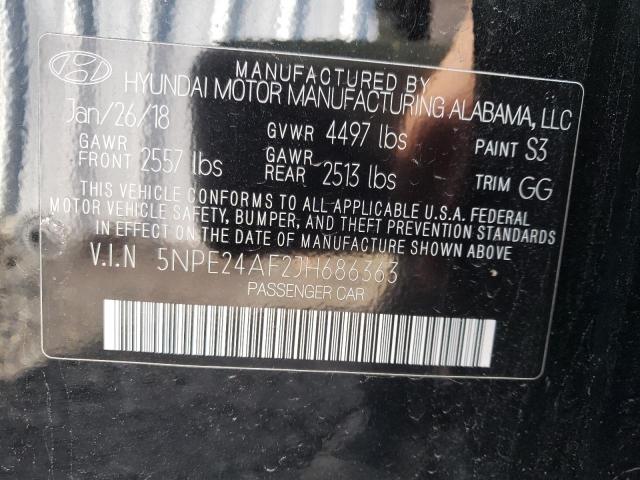 MANUFACTURED BY
HYUNDAI MOTOR MANUFACTURING ALABAMA, LLC
Jan/26/18 GVWR 4497 lbs PAINT S3
GAWR FRONT 2557 lbs GAWR REAR 2513 lbs TRIM GG
THIS VEHICLE CONFORMS TO ALL APPLICABLE U.S.A. FEDERAL
MOTOR VEHICLE SAFETY, BUMPER, AND THEFT PREVENTION STANDARDS
IN EFFECT ON THE DATE OF MANUFACTURE SHOWN ABOVE.
V.I.N 5NPE24AF2JH686363
PASSENGER CAR